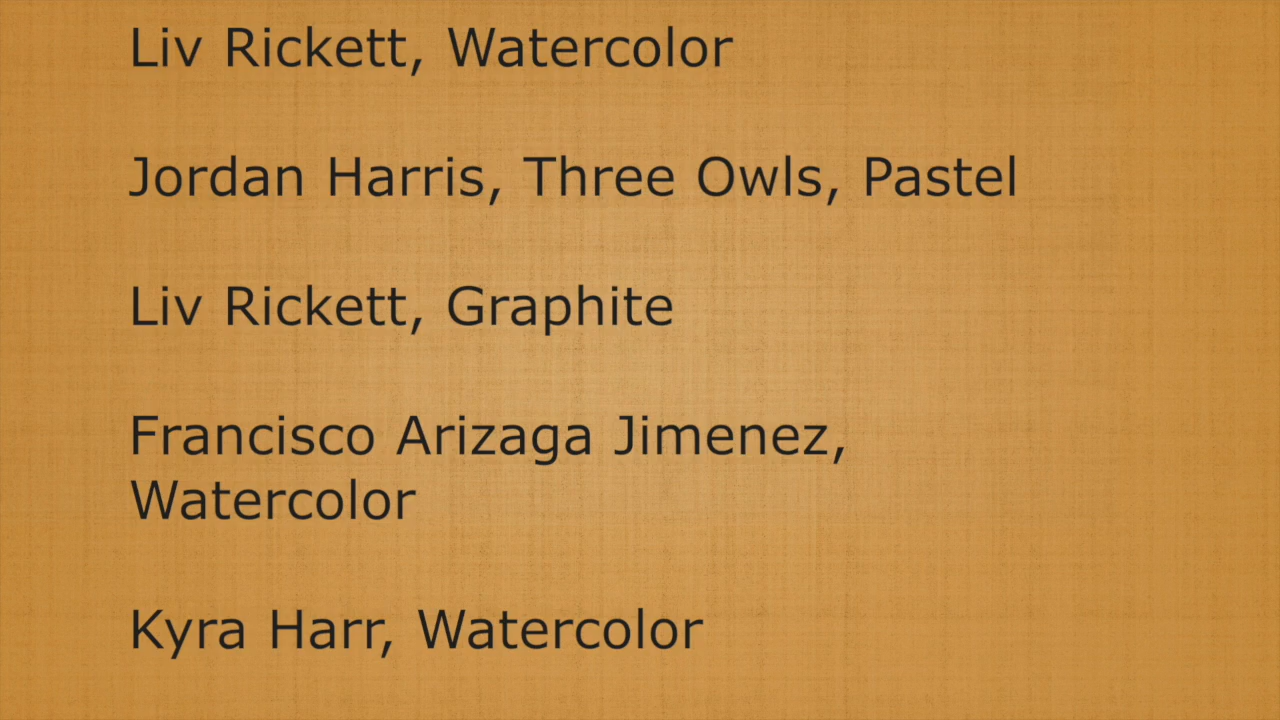 Liv Rickett, Watercolor
Jordan Harris, Three Owls, Pastel
Liv Rickett, Graphite
Francisco Arizaga Jimenez,
Watercolor
Kyra Harr, Watercolor